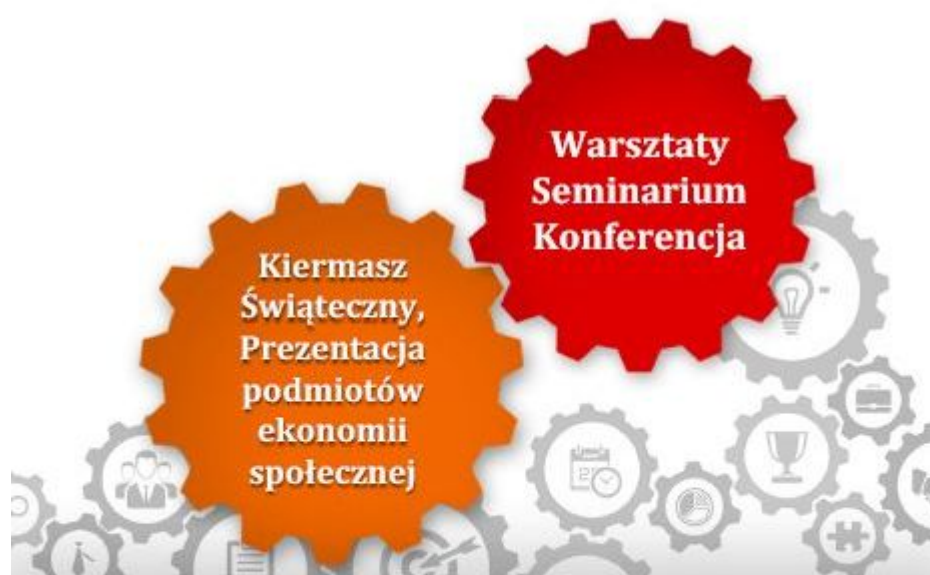 Warsztaty
Seminarium
Konferencja
Kiermasz
Świąteczny,
Prezentacja
podmiotów
ekonomii
społecznej